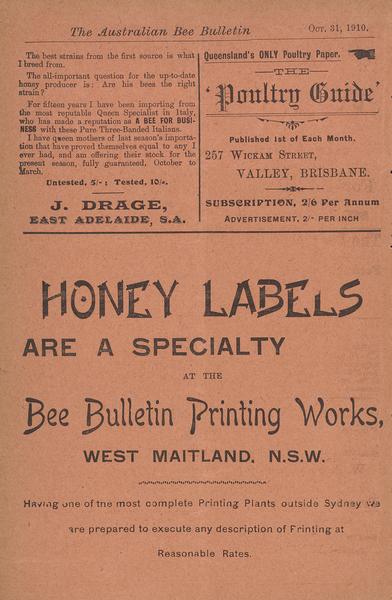 The Australian Bee Bulletin Oct. 31, 1910.
The best strains from the first source is what
I breed from.
The all-important question for the up-to-date
honey producer is: Are his bees the right
strain?
For fifteen years I have been importing from
the most reputable Queen Specialist in Italy,
who has made a reputation as A BEE FOR BUSI-
NESS with these Pure Three-Banded Italians.
I have queen mothers of last season's importa-
tion that have proved themselves equal to any I
ever had, and am offering their stock for the
present season, fully guaranteed, October to
March.
Untested, 5/-; Tested, 10/-.
J. DRAGE,
EAST ADELAIDE, S.A.
Queensland's ONLY Poultry Paper.
THE
'Poultry Guide'
Published 1st of Each Month.
257 Wickam Street,
VALLEY, BRISBANE.
SUBSCRIPTION, 2/6 Per Annum
Advertisement, 2/- per inch
HONEY LABELS
ARE A SPECIALTY
AT THE
Bee Bulletin Printing Works,
WEST MAITLAND, N.S.W.
Having one of the most complete Printing Plants outside Sydney we
are prepared to execute any description of Printing at
Reasonable Rates.